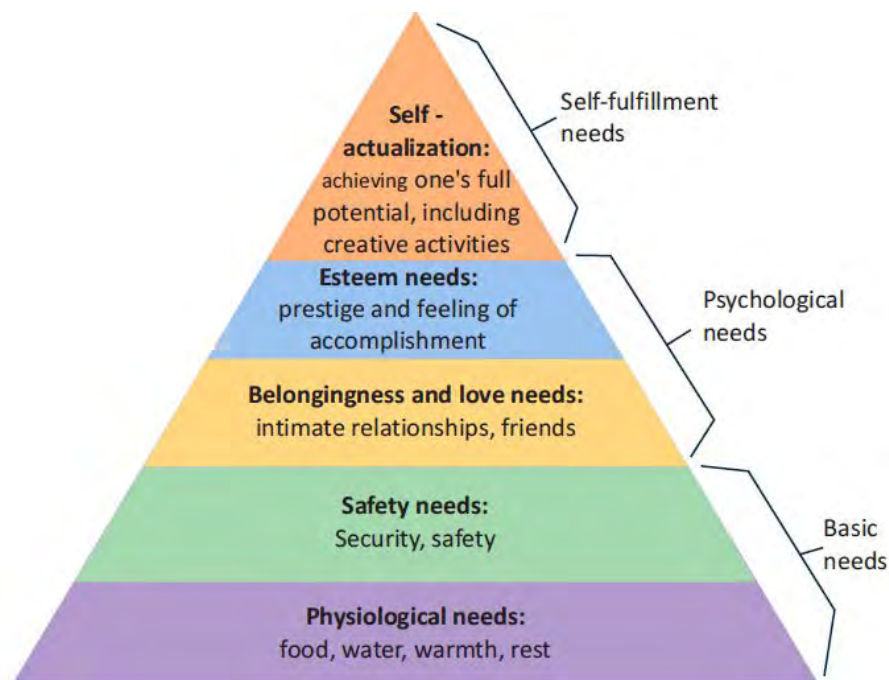 Self -
actualization:
achieving one's full
potential, including
creative activities
Self-fulfillment
needs
Esteem needs:
prestige and feeling of
accomplishment
Psychological
needs
Belongingness and love needs:
intimate relationships, friends
Safety needs:
Security, safety
Basic
needs
Physiological needs:
food, water, warmth, rest